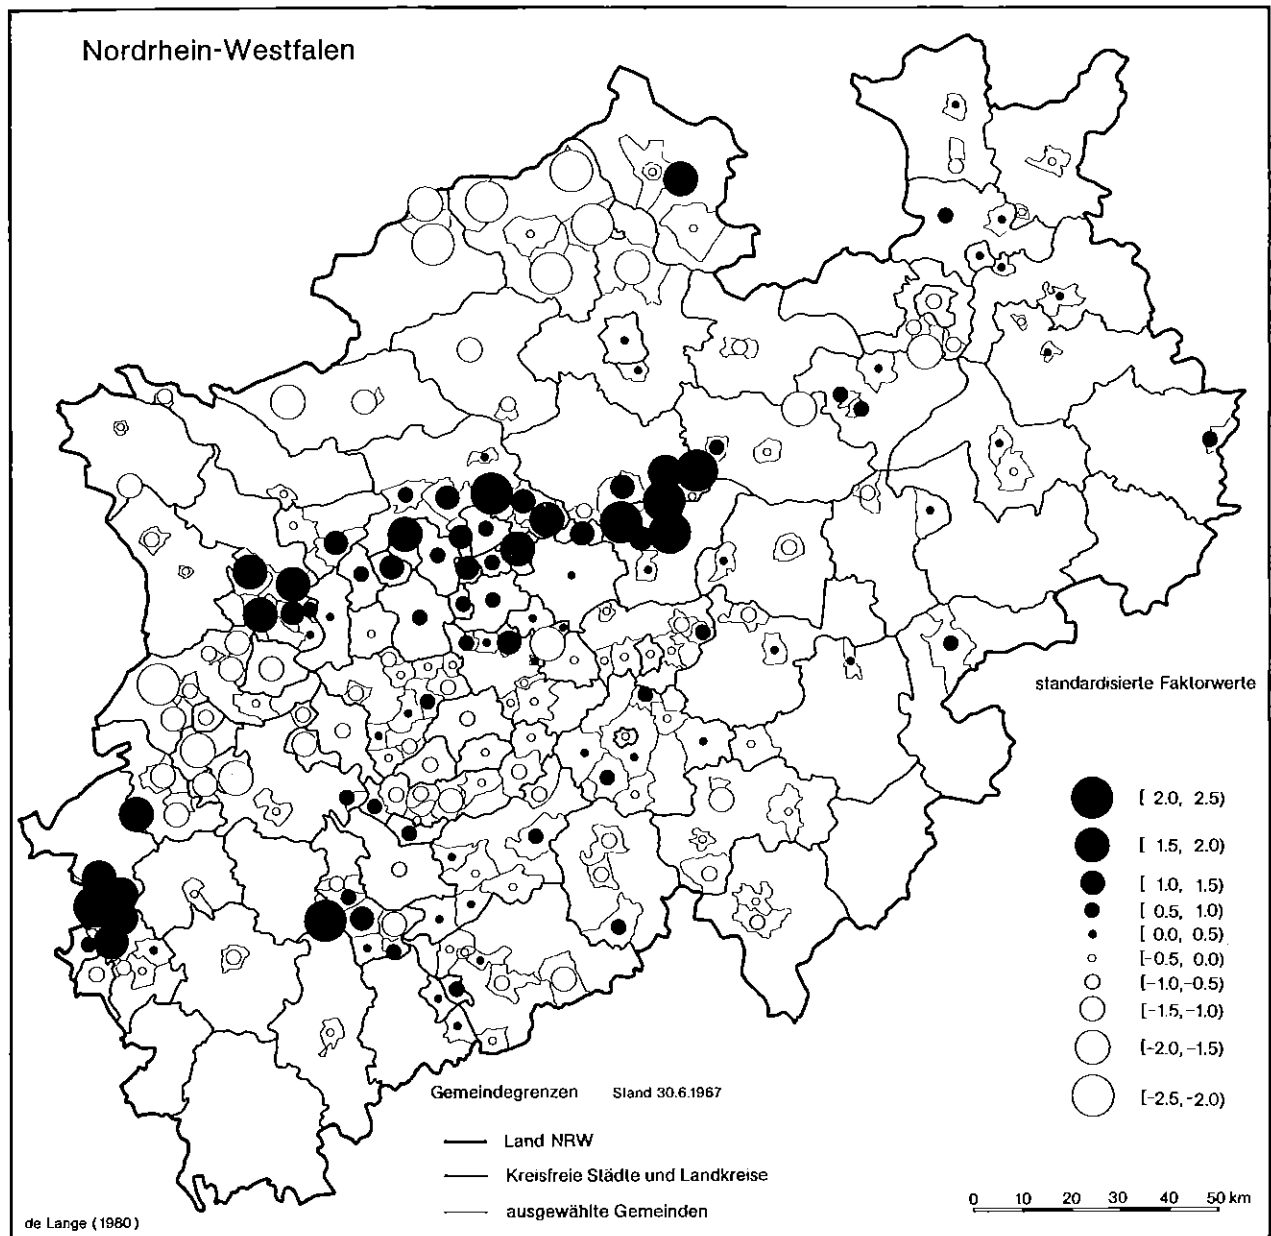 Nordrhein-Westfalen
standardisierte Faktorwerte
[ 2.0, 2.5)
[ 1.5, 2.0)
[ 1.0, 1.5)
[ 0.5, 1.0)
[ 0.0, 0.5)
[-0.5, 0.0)
[-1.0,-0.5)
[-1.5,-1.0)
[-2.0,-1.5)
[-2.5,-2.0)
Gemeindegrenzen Stand 30.6.1967
Land NRW
Kreisfreie Städte und Landkreise
ausgewählte Gemeinden
0 10 20 30 40 50 km
de Lange (1980)